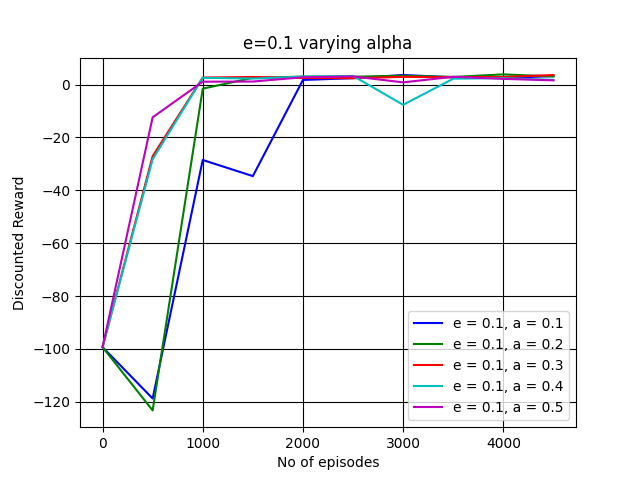 e=0.1 varying alpha
Discounted Reward
0
−20
−40
−60
−80
−100
−120
e = 0.1, a = 0.1
e = 0.1, a = 0.2
e = 0.1, a = 0.3
e = 0.1, a = 0.4
e = 0.1, a = 0.5
0 1000 2000 3000 4000
No of episodes